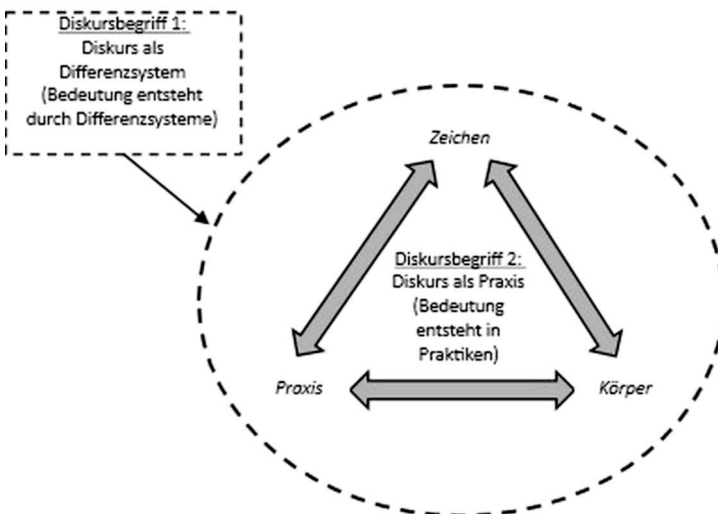 Diskursbegriff 1:
Diskurs als
Differenzsystem
(Bedeutung entsteht
durch Differenzsysteme)
Zeichen
Diskursbegriff 2:
Diskurs als Praxis
(Bedeutung
entsteht in
Praktiken)
Praxis
Körper